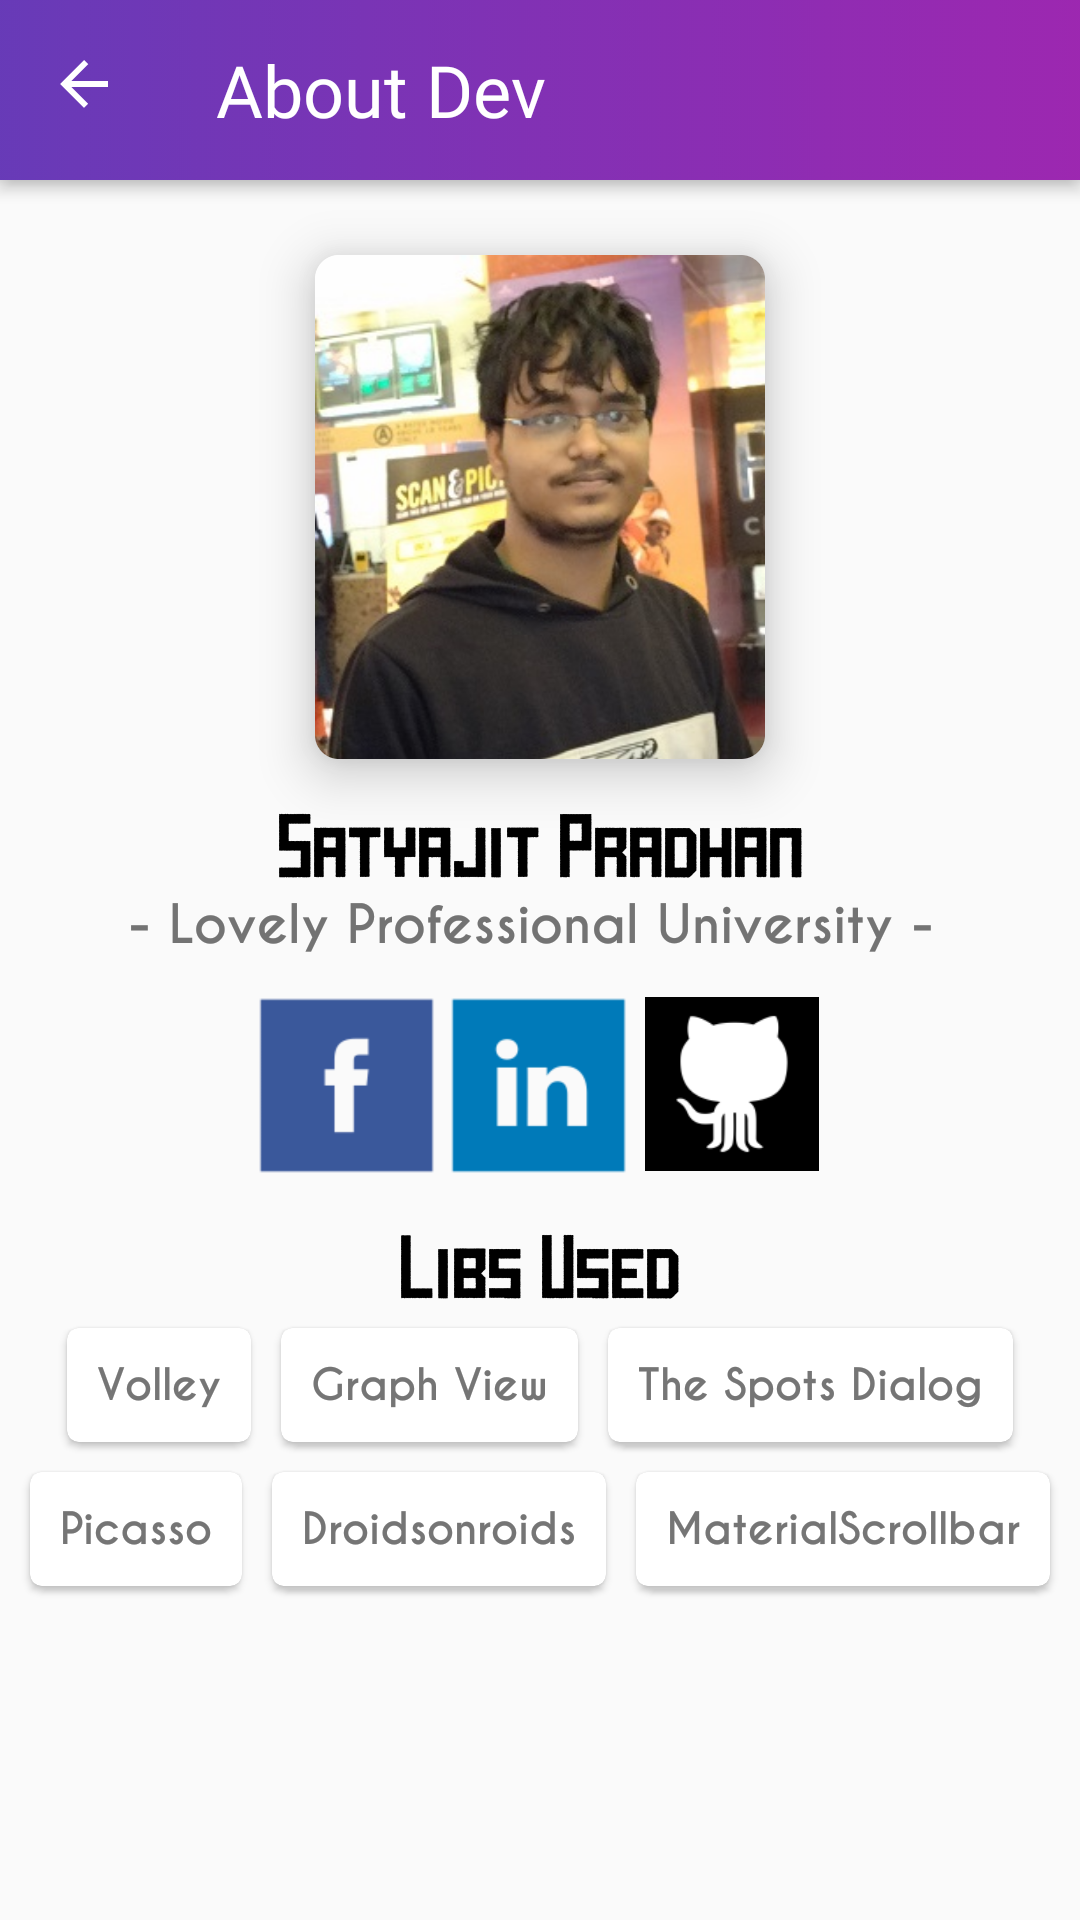 About Dev
SCAN & PIC
Satyajit Pradhan
- Lovely Professional University -
f in
Libs Used
Volley Graph View The Spots Dialog
Picasso Droidsonroids MaterialScrollbar